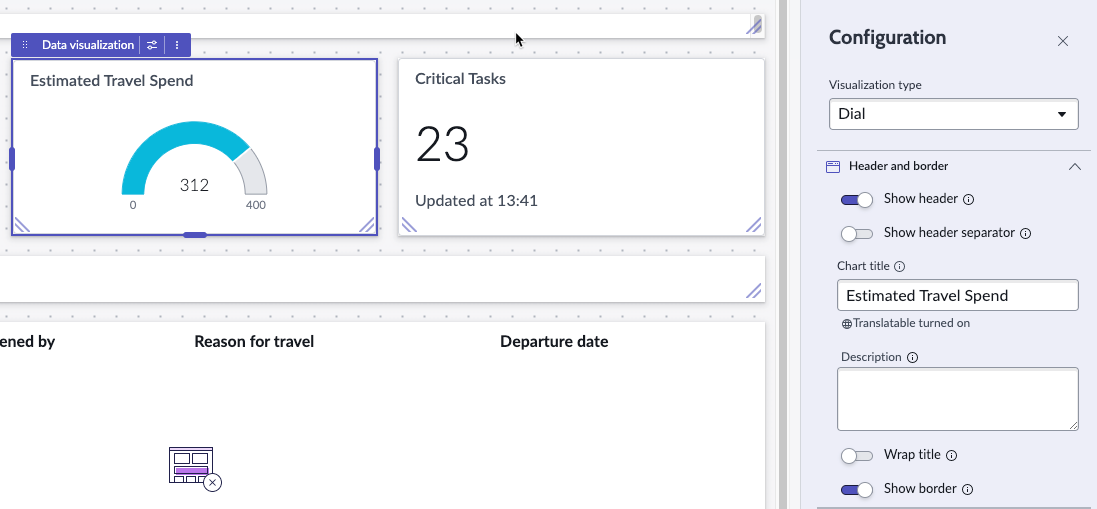 Data visualization
Estimated Travel Spend
312
0
400
Critical Tasks
23
Updated at 13:41
ened by
Reason for travel
Departure date
Configuration
Visualization type
Dial
Header and border
Show header
Show header separator
Chart title
Estimated Travel Spend
Translatable turned on
Description
Wrap title
Show border